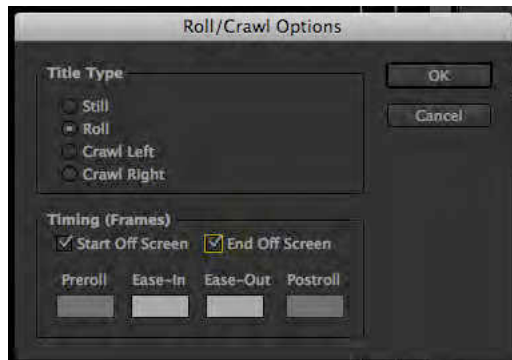 Roll/Crawl Options
Title Type
Still
Roll
Crawl Left
Crawl Right
OK
Cancel
Timing (Frames)
Start Off Screen End Off Screen
Preroll Ease-In Ease-Out Postroll